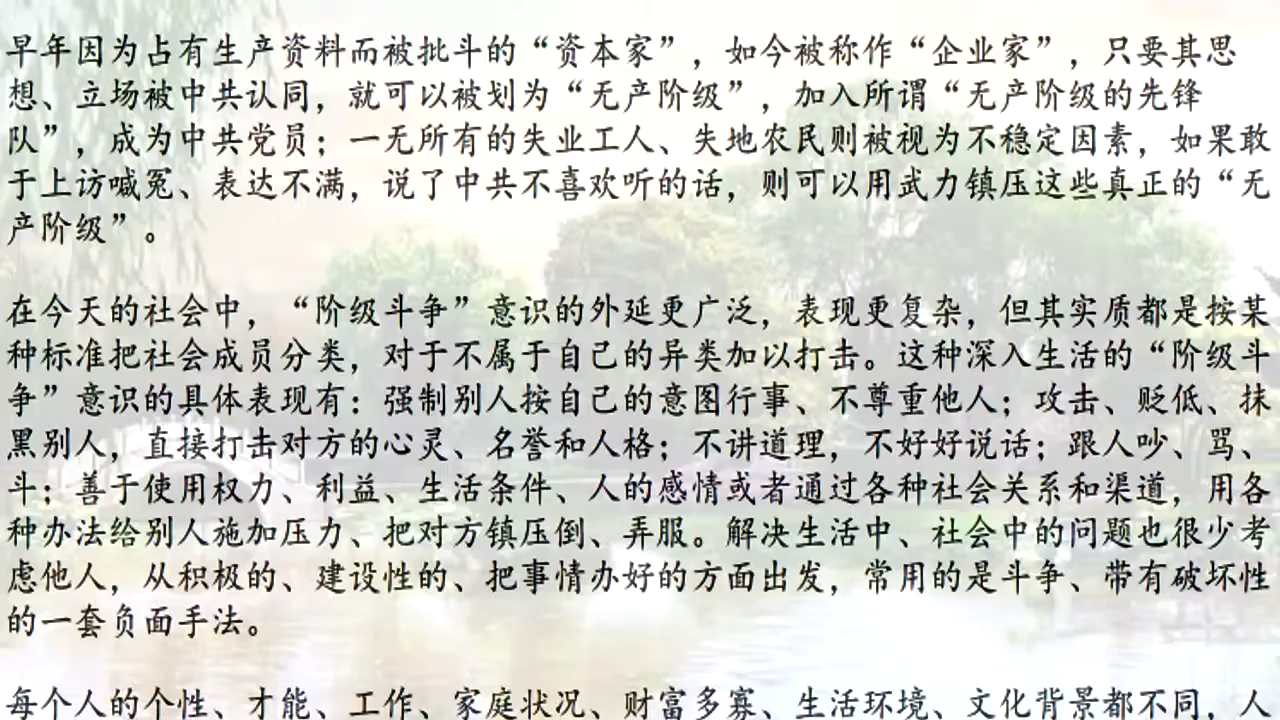 早年因为占有生产资料而被批斗的“资本家”，如今被称作“企业家”，只要其思
想、立场被中共认同，就可以被划为“无产阶级”，加入所谓“无产阶级的先锋
队”，成为中共党员；一无所有的失业工人、失地农民则被视为不稳定因素，如果敢
于上访喊冤、表达不满，说了中共不喜欢听的话，则可以用武力镇压这些真正的“无
产阶级”。
在今天的社会中，“阶级斗争”意识的外延更广泛，表现更复杂，但其实质都是按某
种标准把社会成员分类，对于不属于自己的异类加以打击。这种深入生活的“阶级斗
争”意识的具体表现有：强制别人按自己的意图行事、不尊重他人；攻击、贬低、抹
黑别人，直接打击对方的心灵、名誉和人格；不讲道理，不好好说话；跟人吵、骂、
斗；善于使用权力、利益、生活条件、人的感情或者通过各种社会关系和渠道，用各
种办法给别人施加压力、把对方镇压倒、弄服。解决生活中、社会中的问题也很少考
虑他人，从积极的、建设性的、把事情办好的方面出发，常用的是斗争、带有破坏性
的一套负面手法。
每个人的个性、才能、工作、家庭状况、财富多寡、生活环境、文化背景都不同，人